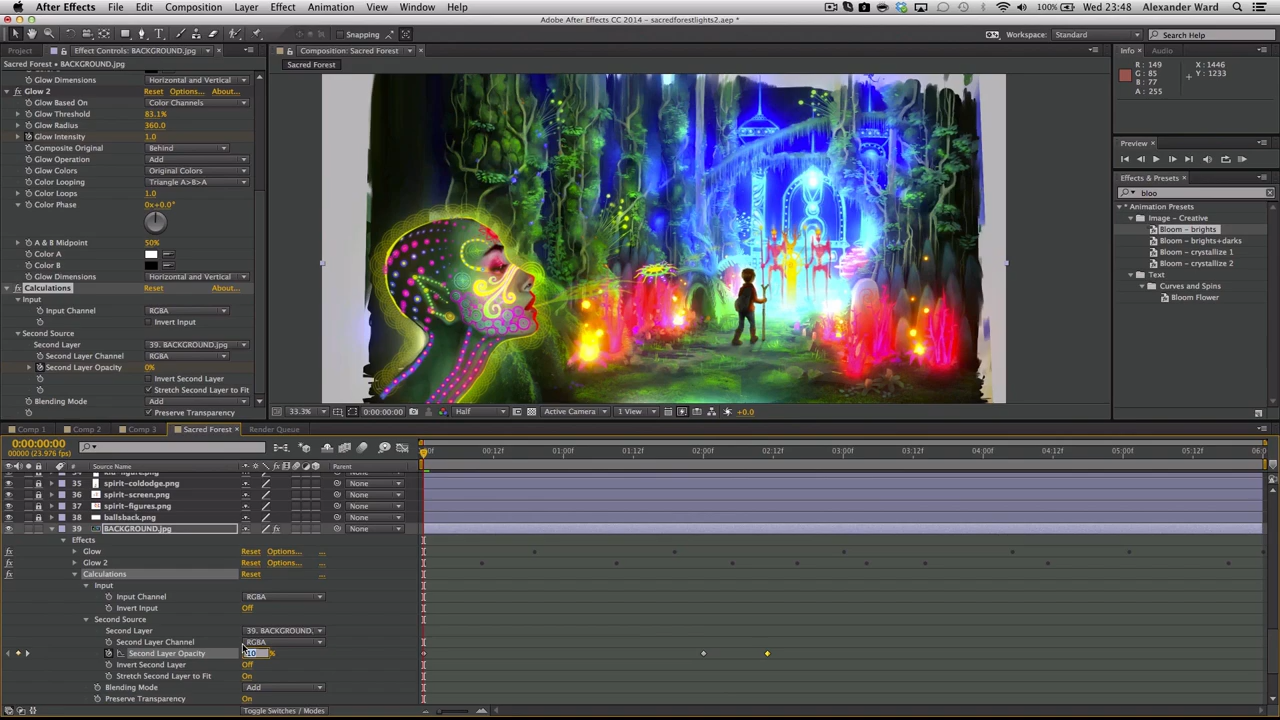 After Effects File Edit Composition Layer Effect Animation View Window Help 100% Wed 23:48 Alexander Ward
Adobe After Effects CC 2014 - sacredforestlights2.aep *
Snapping Workspace: Standard Search Help
Project Effect Controls: BACKGROUND.jpg Composition: Sacred Forest Info Audio
Sacred Forest • BACKGROUND.jpg Sacred Forest
R : 149 X : 1446
G : 85 Y : 1233
B : 77
A : 255
Glow Dimensions Horizontal and Vertical
Glow 2 Reset Options... About...
Glow Based On Color Channels
Glow Threshold 83.1%
Glow Radius 360.0
Glow Intensity 1.0
Composite Original Behind
Glow Operation Add
Glow Colors Original Colors
Color Looping Triangle A>B>A
Color Loops 1.0
Color Phase 0x+0.0°
A & B Midpoint 50%
Color A
Color B
Glow Dimensions Horizontal and Vertical
Calculations Reset About...
Input
Input Channel RGBA
Invert Input
Second Source
Second Layer 39. BACKGROUND.jpg
Second Layer Channel RGBA
Second Layer Opacity 0%
Invert Second Layer
Stretch Second Layer to Fit
Blending Mode Add
Preserve Transparency
Preview
Effects & Presets
bloo
* Animation Presets
Image - Creative
Bloom - brights
Bloom - brights+darks
Bloom - crystallize 1
Bloom - crystallize 2
Text
Curves and Spins
Bloom Flower
33.3% 0:00:00:00 Half Active Camera 1 View +0.0
Comp 1 Comp 2 Comp 3 Sacred Forest Render Queue
0:00:00:00
00000 (23.976 fps)
00:12f 01:00f 01:12f 02:00f 02:12f 03:00f 03:12f 04:00f 04:12f 05:00f 05:12f
# Source Name Parent
35 spirit-coldodge.png None
36 spirit-screen.png None
37 spirit-figures.png None
38 ballsback.png None
39 BACKGROUND.jpg None
Effects
Glow Reset Options... ...
Glow 2 Reset Options... ...
Calculations Reset ...
Input
Input Channel RGBA
Invert Input Off
Second Source
Second Layer 39. BACKGROUND.
Second Layer Channel RGBA
Second Layer Opacity 10 %
Invert Second Layer Off
Stretch Second Layer to Fit On
Blending Mode Add
Preserve Transparency On
Toggle Switches / Modes